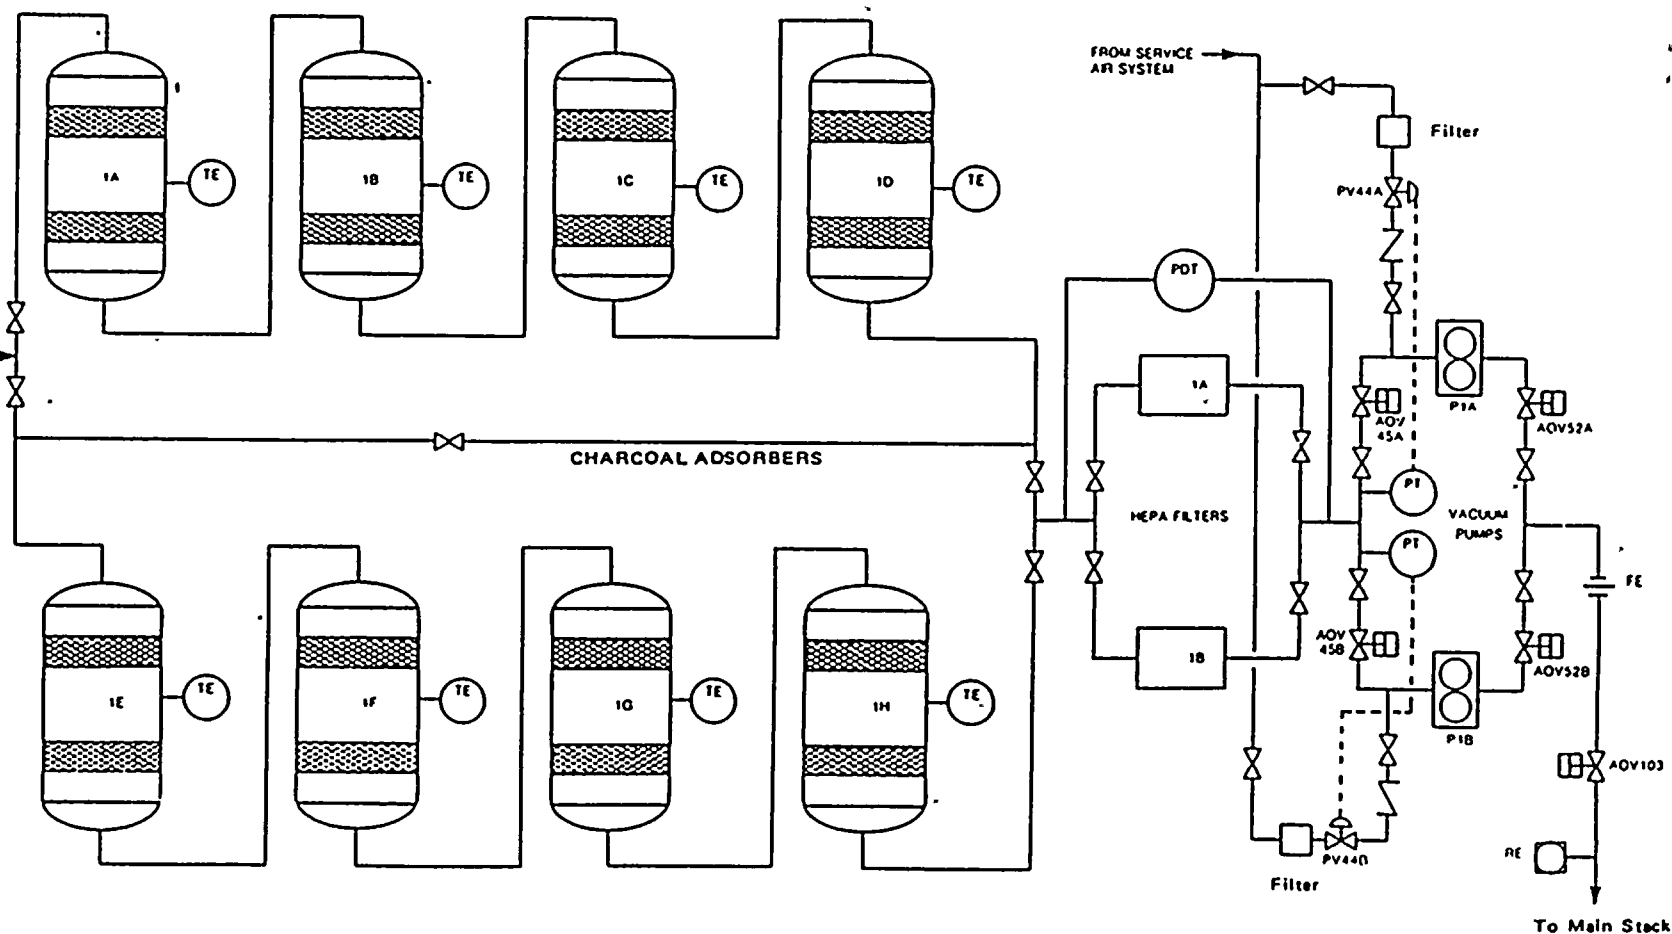 FROM SERVICE
AIR SYSTEM
Filter
1A
TE
1B
TE
1C
TE
1D
TE
PV44A
PDT
1A
P1A
AOV
45A
AOV52A
CHARCOAL ADSORBERS
PT
HEPA FILTERS
VACUUM
PUMPS
PT
FE
1E
TE
1F
TE
1G
TE
1H
TE
1B
AOV
45B
AOV52B
P1B
AOV103
PV44B
RE
Filter
To Main Stack